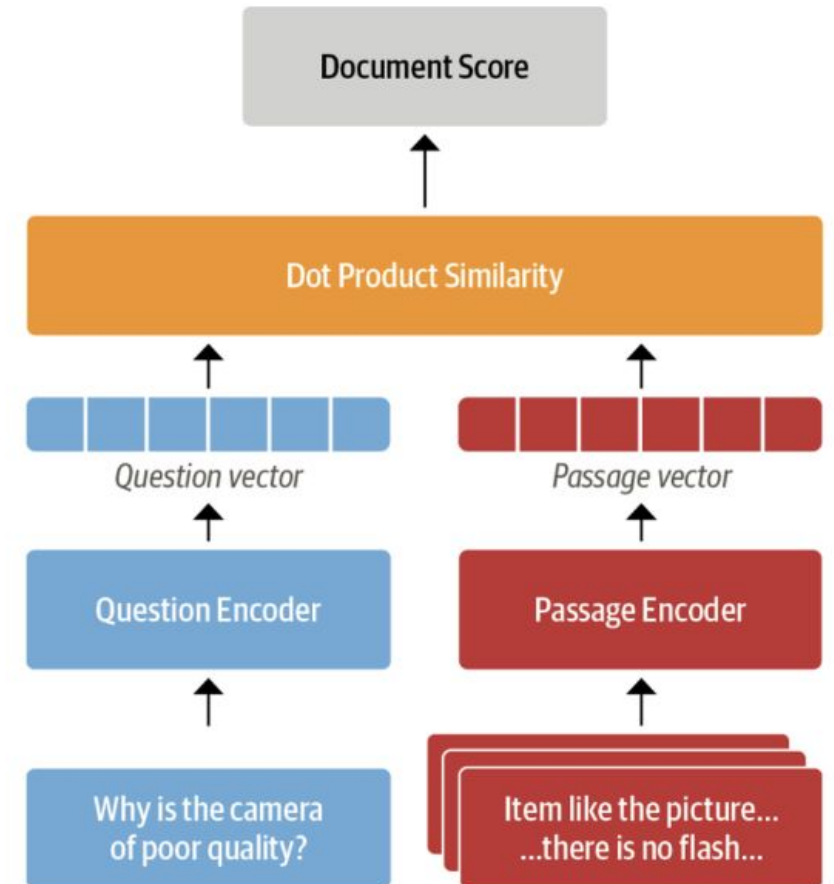 Document Score
Dot Product Similarity
Question vector
Passage vector
Question Encoder
Passage Encoder
Why is the camera
of poor quality?
Item like the picture...
...there is no flash...